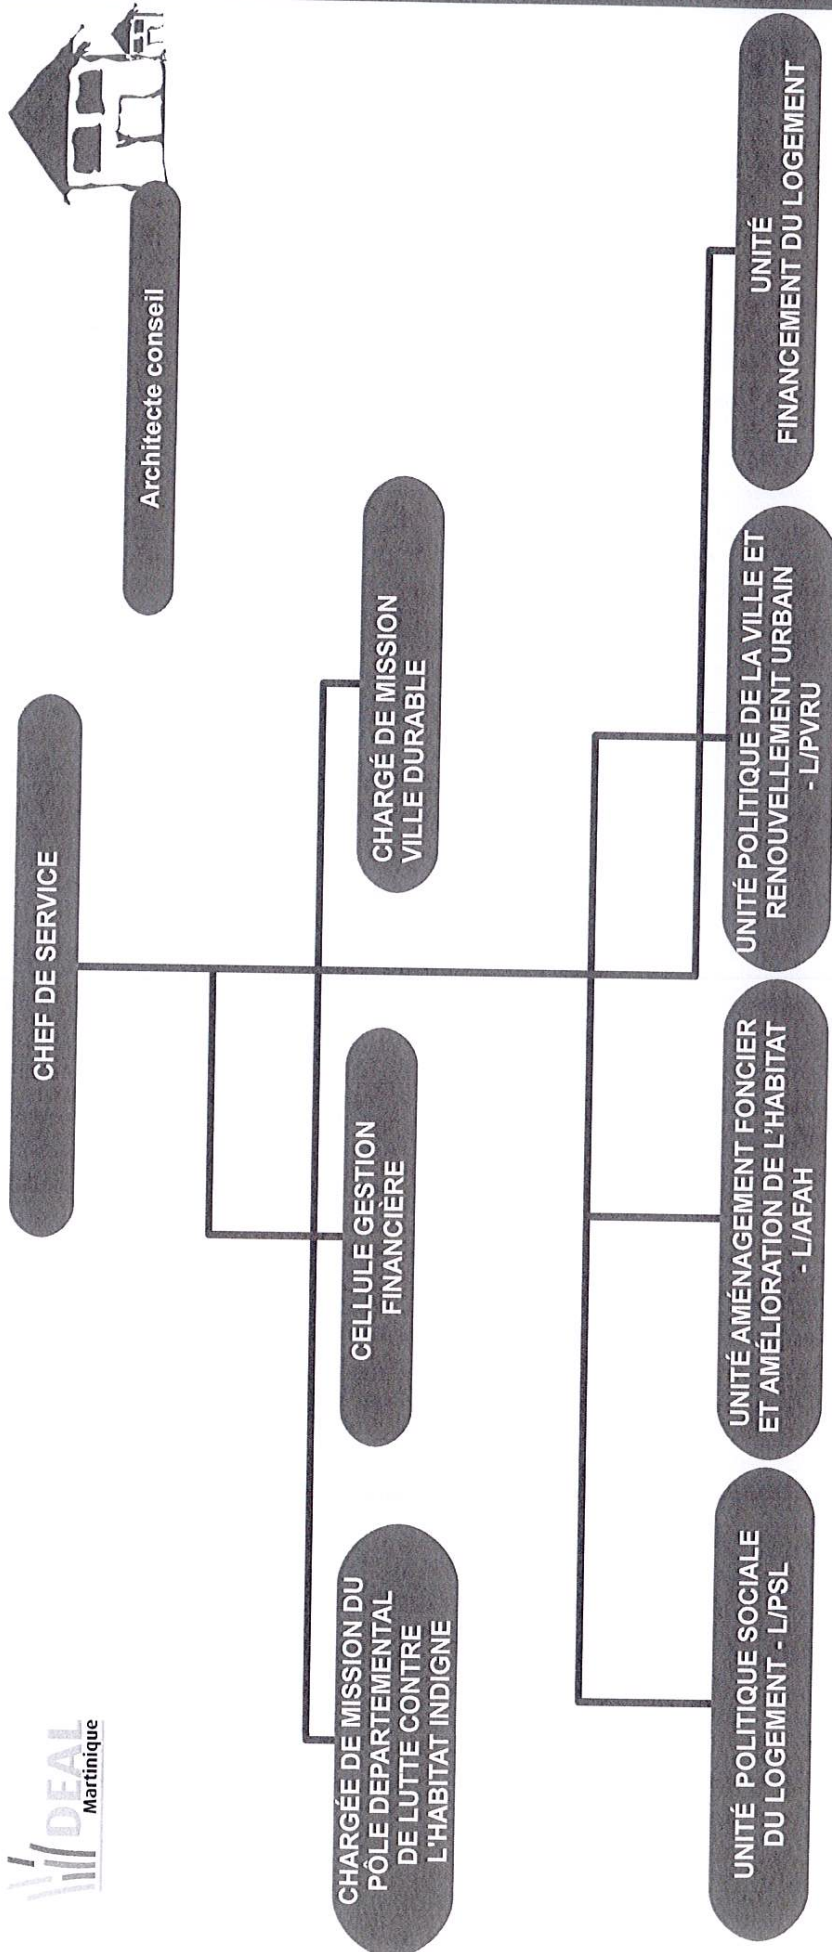 DEAL
Martinique
CHEF DE SERVICE
Architecte conseil
CHARGÉE DE MISSION DU
PÔLE DEPARTEMENTAL
DE LUTTE CONTRE
L'HABITAT INDIGNE
CELLULE GESTION
FINANCIÈRE
CHARGÉ DE MISSION
VILLE DURABLE
UNITÉ POLITIQUE SOCIALE
DU LOGEMENT - L/PSL
UNITÉ AMÉNAGEMENT FONCIER
ET AMÉLIORATION DE L'HABITAT
- L/AFAH
UNITÉ POLITIQUE DE LA VILLE ET
RENOUVELLEMENT URBAIN
- L/PVRU
UNITÉ
FINANCEMENT DU LOGEMENT